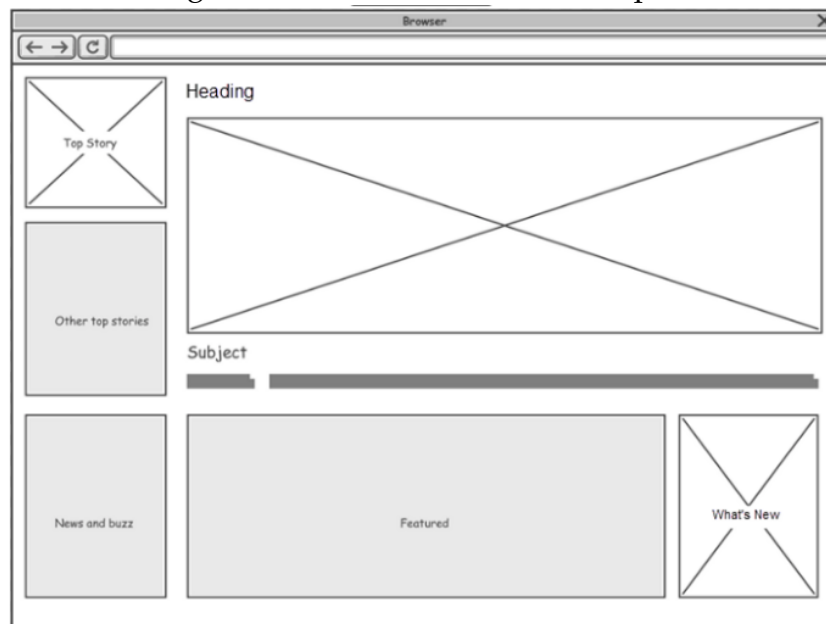 Browser
Heading
Top Story
Other top stories
Subject
News and buzz
Featured
What's New